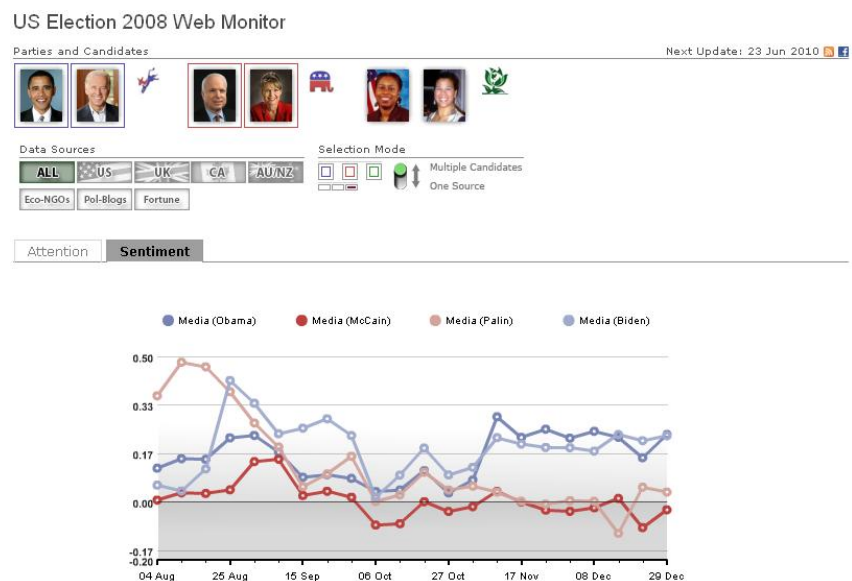 US Election 2008 Web Monitor
Parties and Candidates
Next Update: 23 Jun 2010
Data Sources
Selection Mode
ALL
US
UK
CA
AU/NZ
Multiple Candidates
One Source
Eco-NGOs
Pol-Blogs
Fortune
Attention
Sentiment
Media (Obama)
Media (McCain)
Media (Palin)
Media (Biden)
0.50
0.33
0.17
0.00
-0.17
-0.20
04 Aug
25 Aug
15 Sep
06 Oct
27 Oct
17 Nov
08 Dec
29 Dec